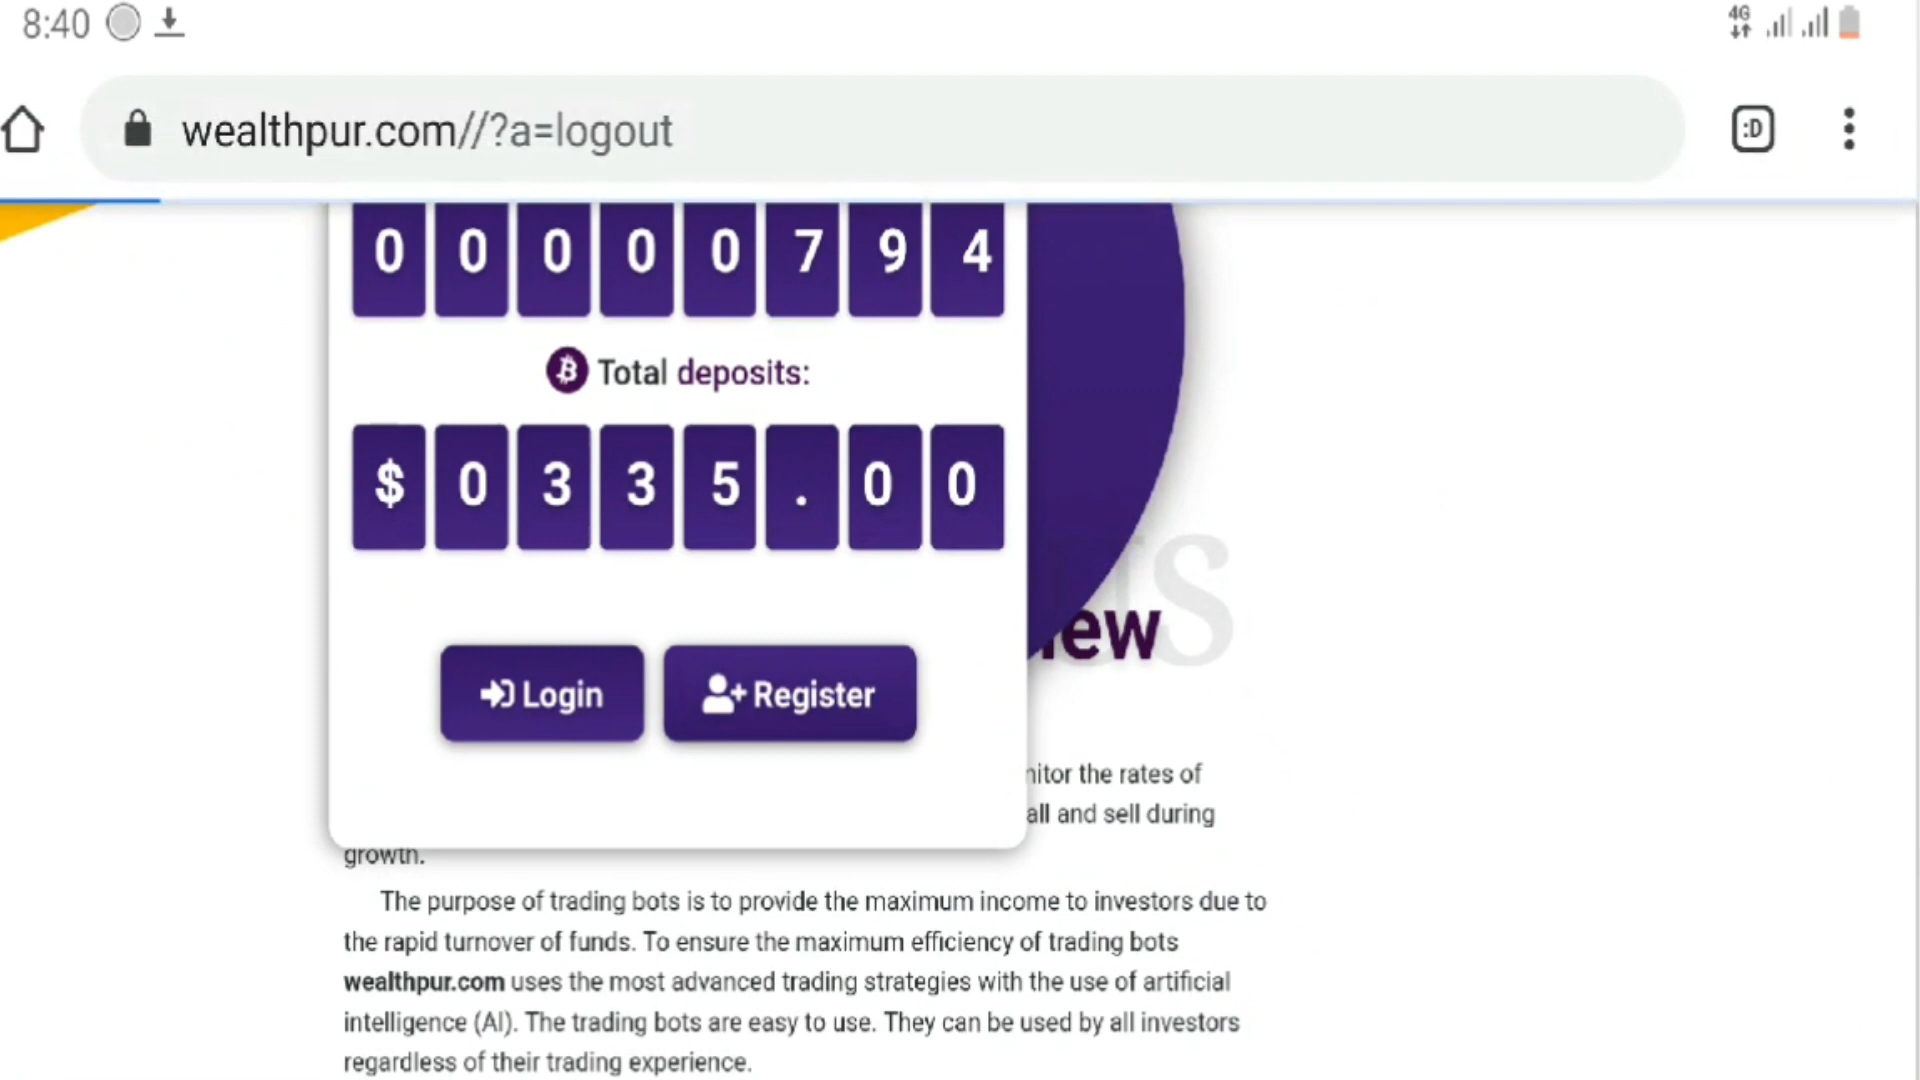 8:40
4G
wealthpur.com//?a=logout
:D
0 0 0 0 0 7 9 4
Total deposits:
$ 0 3 3 5 . 0 0
Login
Register
growth.
nitor the rates of
all and sell during
The purpose of trading bots is to provide the maximum income to investors due to
the rapid turnover of funds. To ensure the maximum efficiency of trading bots
wealthpur.com uses the most advanced trading strategies with the use of artificial
intelligence (AI). The trading bots are easy to use. They can be used by all investors
regardless of their trading experience.